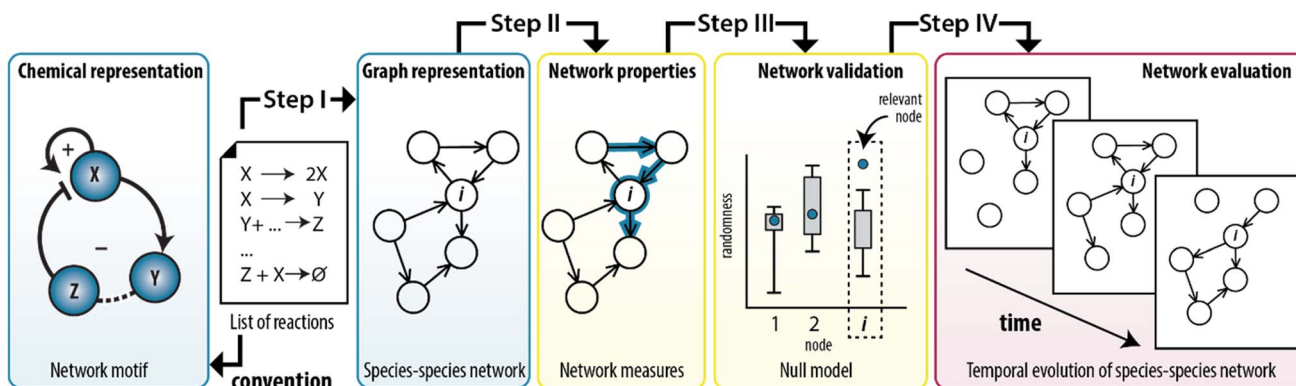 Step II
Step III
Step IV
Chemical representation
Step I
Graph representation
Network properties
Network validation
Network evaluation
relevant
node
+
X
X → 2X
X → Y
Y+ ... → Z
...
Z + X → Ø
–
Z
Y
i
i
randomness
1
2
i
node
i
i
i
time
List of reactions
Network motif
convention
Species-species network
Network measures
Null model
Temporal evolution of species-species network